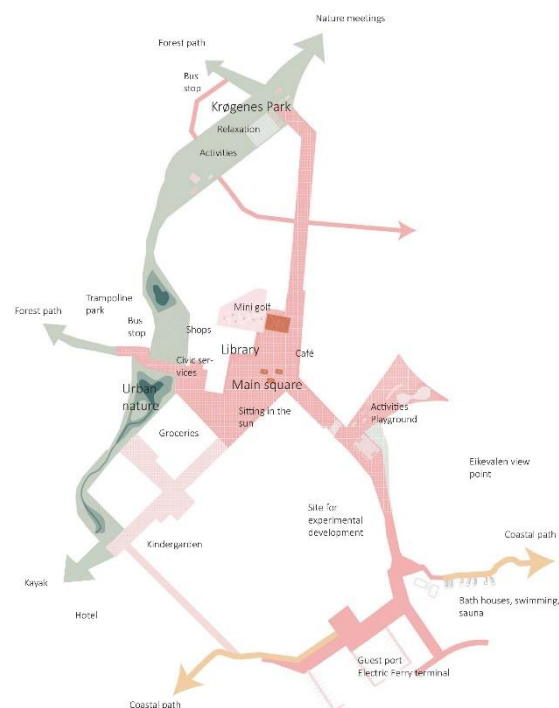 Nature meetings
Forest path
Bus
stop
Krøgenes Park
Relaxation
Activities
Trampoline
park
Mini golf
Forest path
Bus
stop
Shops
Library
Café
Civic ser-
vices
Main square
Urban
nature
Sitting in the
sun
Activities
Playground
Groceries
Eikevalen view
point
Site for
experimental
development
Coastal path
Kindergarden
Kayak
Bath houses, swimming,
sauna
Hotel
Guest port
Electric Ferry terminal
Coastal path